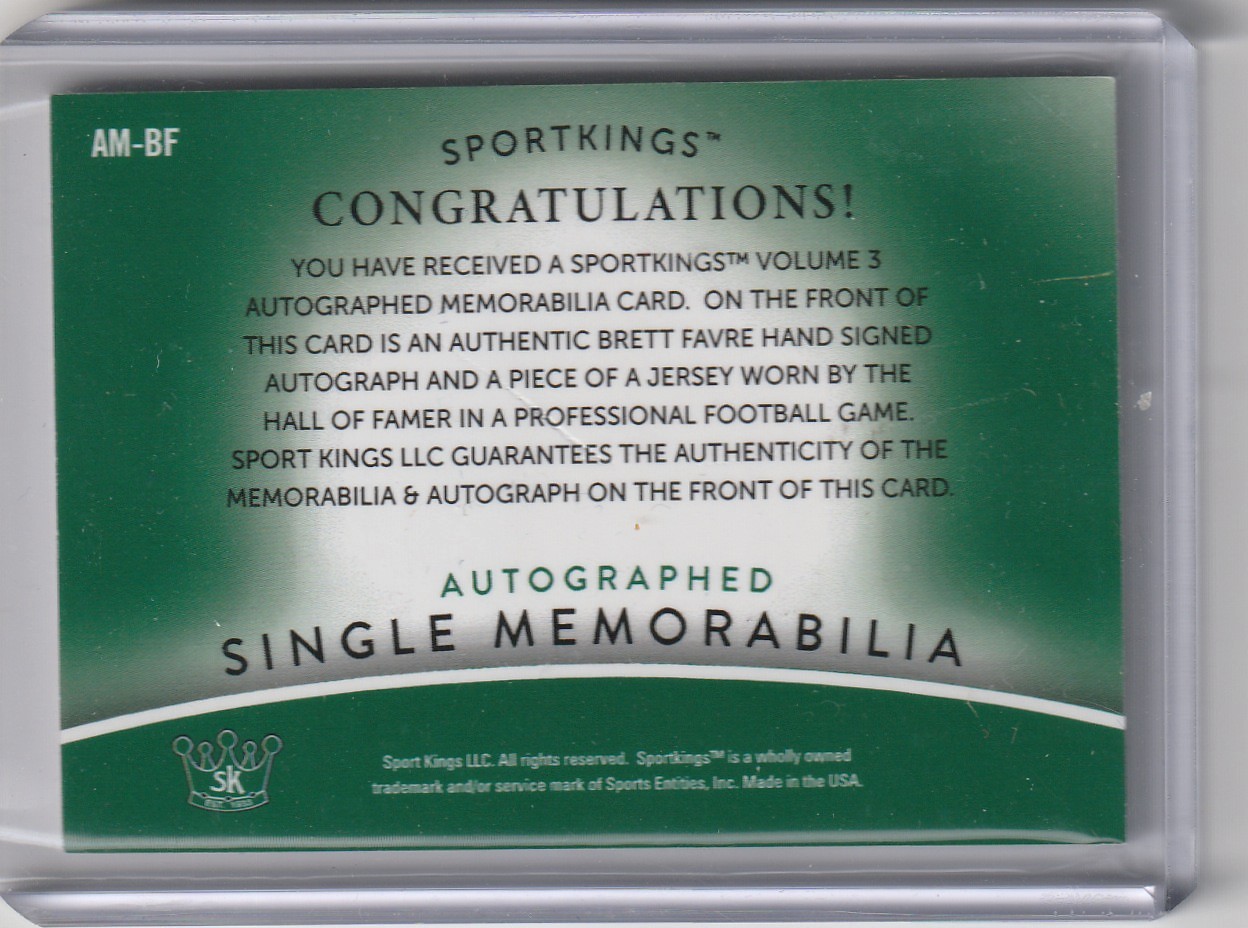 AM-BF
SPORTKINGS™
CONGRATULATIONS!
YOU HAVE RECEIVED A SPORTKINGS™ VOLUME 3
AUTOGRAPHED MEMORABILIA CARD. ON THE FRONT OF
THIS CARD IS AN AUTHENTIC BRETT FAVRE HAND SIGNED
AUTOGRAPH AND A PIECE OF A JERSEY WORN BY THE
HALL OF FAMER IN A PROFESSIONAL FOOTBALL GAME.
SPORT KINGS LLC GUARANTEES THE AUTHENTICITY OF THE
MEMORABILIA & AUTOGRAPH ON THE FRONT OF THIS CARD.
AUTOGRAPHED
SINGLE MEMORABILIA
SK
Sport Kings LLC. All rights reserved. Sportkings™ is a wholly owned
trademark and/or service mark of Sports Entities, Inc. Made in the USA.